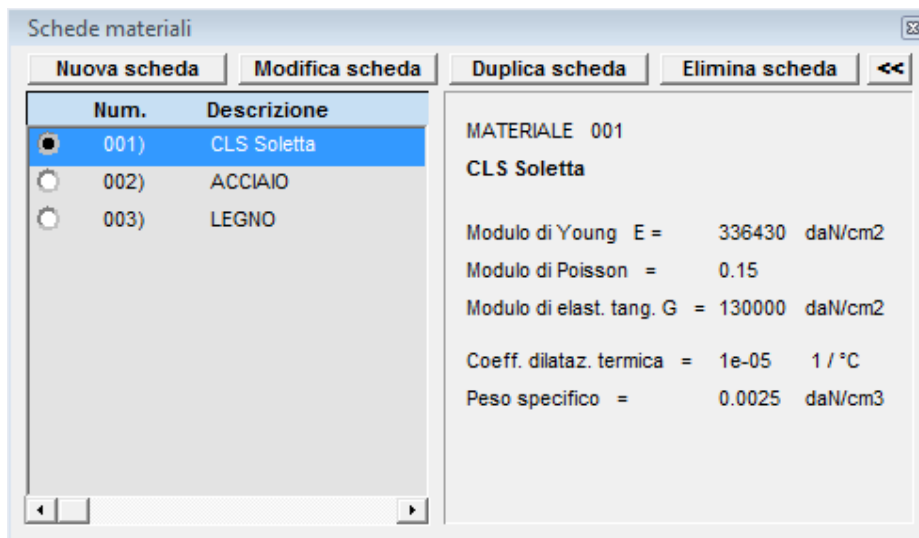 Schede materiali
Nuova scheda Modifica scheda Duplica scheda Elimina scheda <<
Num. Descrizione
001) CLS Soletta
002) ACCIAIO
003) LEGNO
MATERIALE 001
CLS Soletta
Modulo di Young E = 336430 daN/cm2
Modulo di Poisson = 0.15
Modulo di elast. tang. G = 130000 daN/cm2
Coeff. dilataz. termica = 1e-05 1 / °C
Peso specifico = 0.0025 daN/cm3